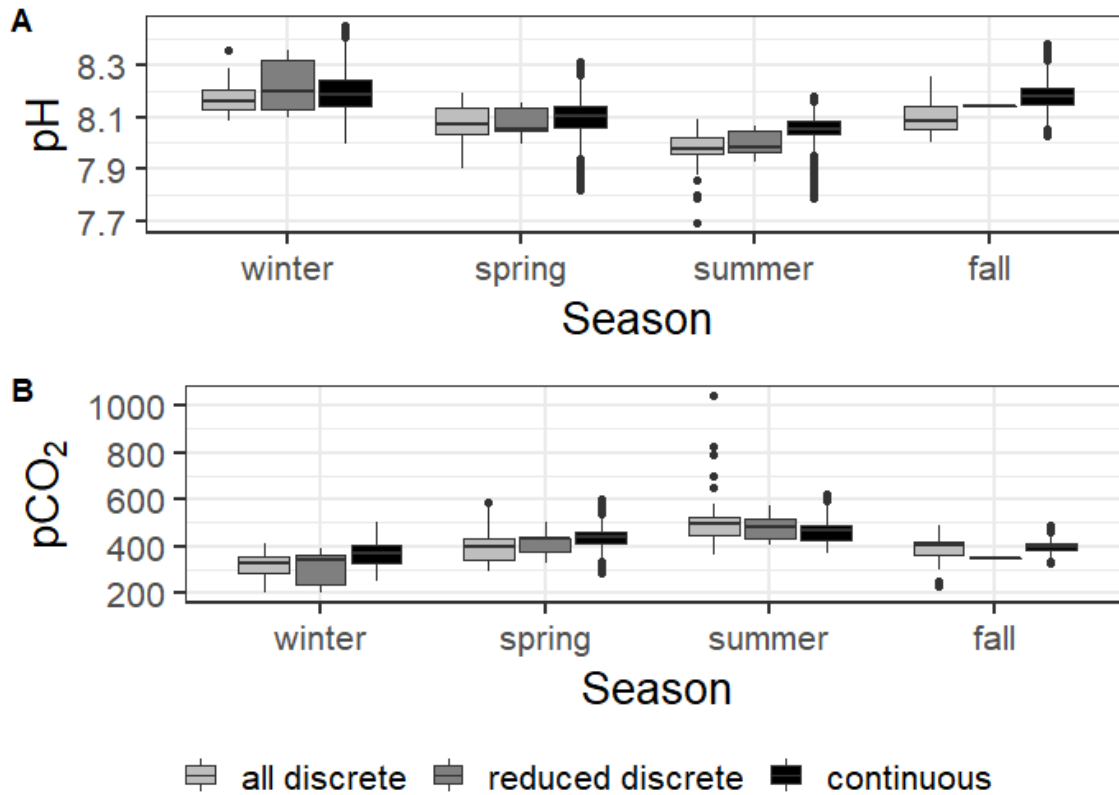 A
pH
8.3
8.1
7.9
7.7
winter spring summer fall
Season
B
pCO₂
1000
800
600
400
200
winter spring summer fall
Season
all discrete reduced discrete continuous